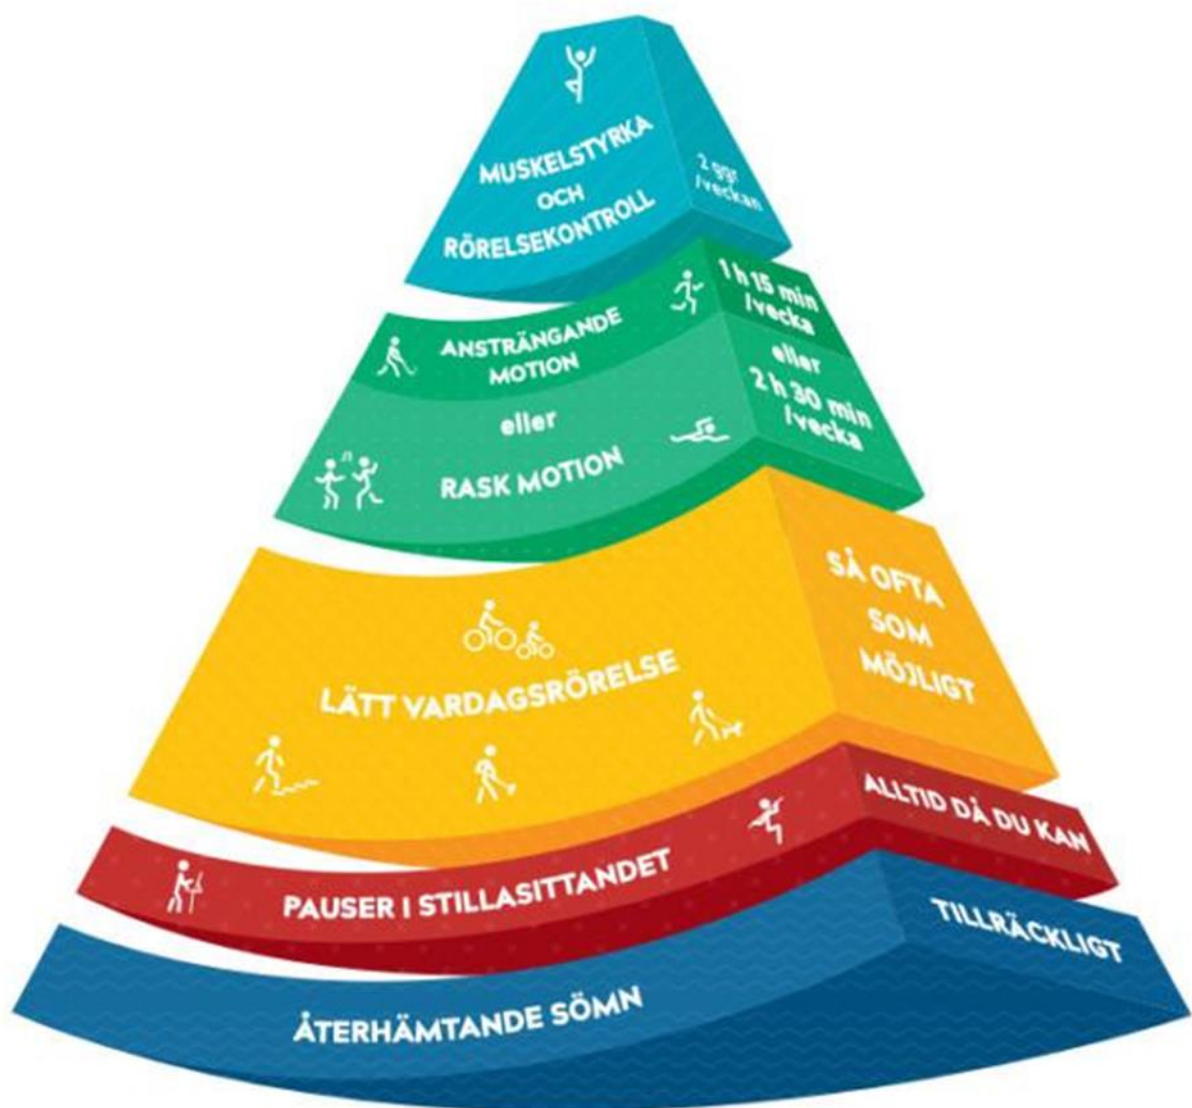 MUSKELSTYRKA
OCH
RÖRELSEKONTROLL
2 ggr
/veckan
ANSTRÄNGANDE
MOTION
1 h 15 min
/vecka
eller
RASK MOTION
eller
2 h 30 min
/vecka
LÄTT VARDAGSRÖRELSE
SÅ OFTA
SOM
MÖJLIGT
PAUSER I STILLASITTANDET
ALLTID DÅ DU KAN
ÅTERHÄMTANDE SÖMN
TILLRÄCKLIGT